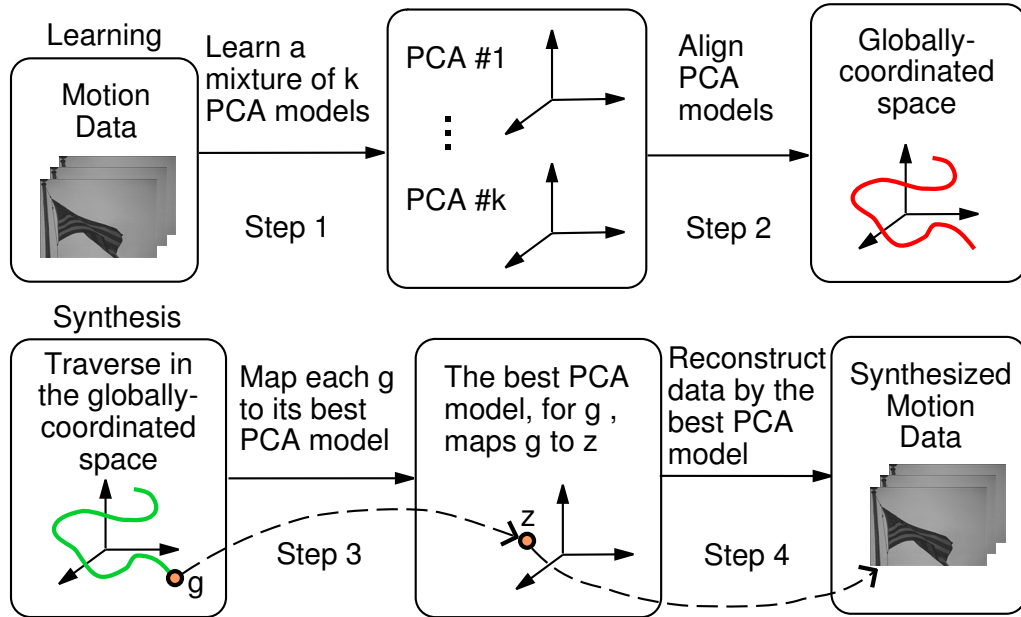 Learning
Motion
Data
Learn a
mixture of k
PCA models
Step 1
PCA #1
PCA #k
Align
PCA
models
Step 2
Globally-
coordinated
space
Synthesis
Traverse in
the globally-
coordinated
space
g
Map each g
to its best
PCA model
Step 3
The best PCA
model, for g ,
maps g to z
z
Reconstruct
data by the
best PCA
model
Step 4
Synthesized
Motion
Data